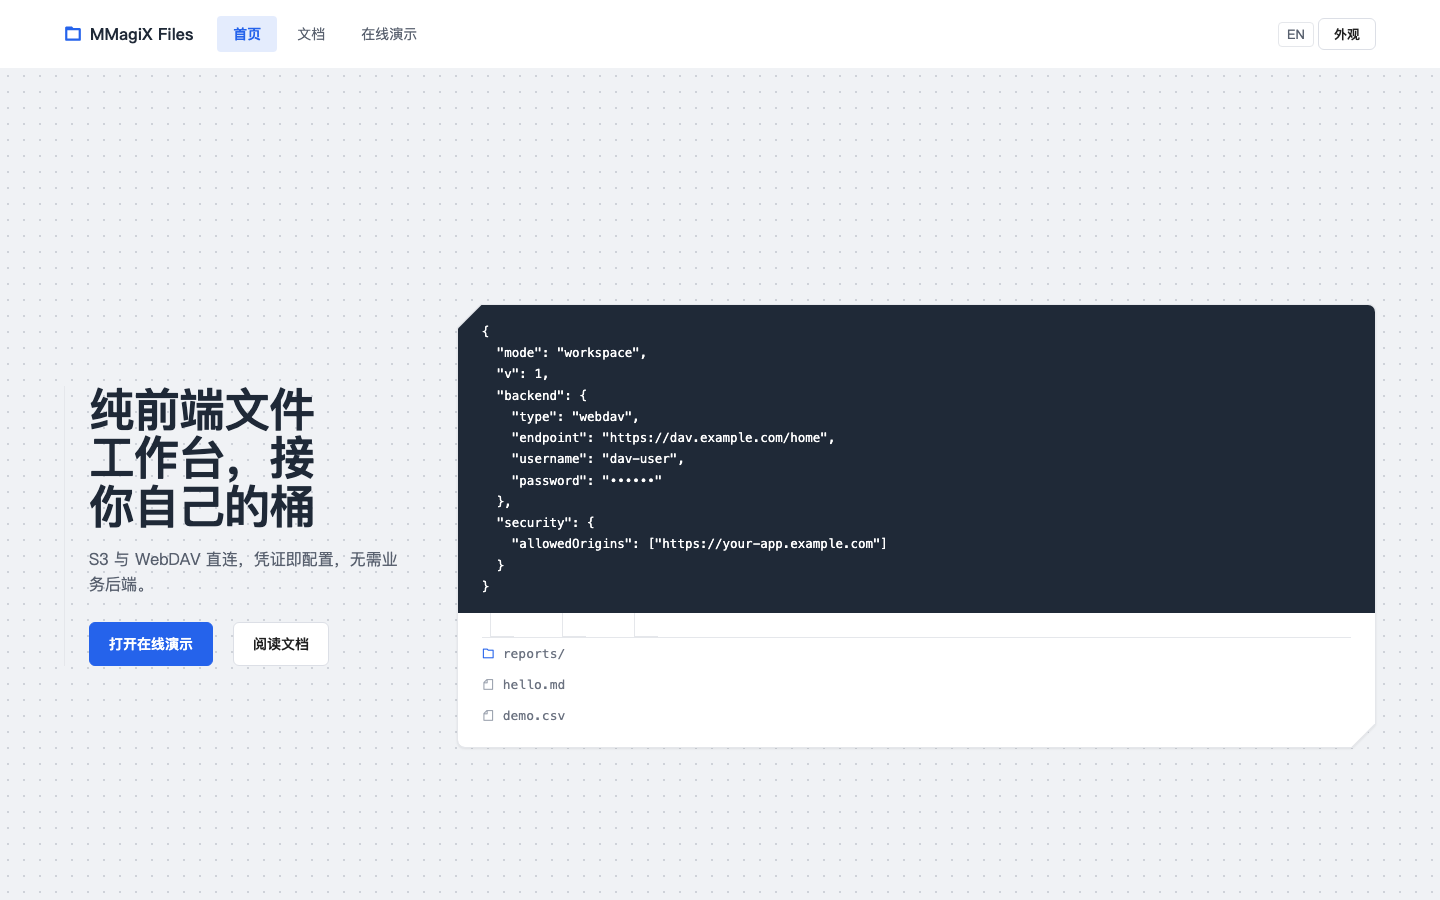 MMagiX Files
首页
文档
在线演示
EN
外观
纯前端文件
工作台，接
你自己的桶
S3 与 WebDAV 直连，凭证即配置，无需业
务后端。
打开在线演示
阅读文档
{
  "mode": "workspace",
  "v": 1,
  "backend": {
    "type": "webdav",
    "endpoint": "https://dav.example.com/home",
    "username": "dav-user",
    "password": "••••••"
  },
  "security": {
    "allowedOrigins": ["https://your-app.example.com"]
  }
}
reports/
hello.md
demo.csv